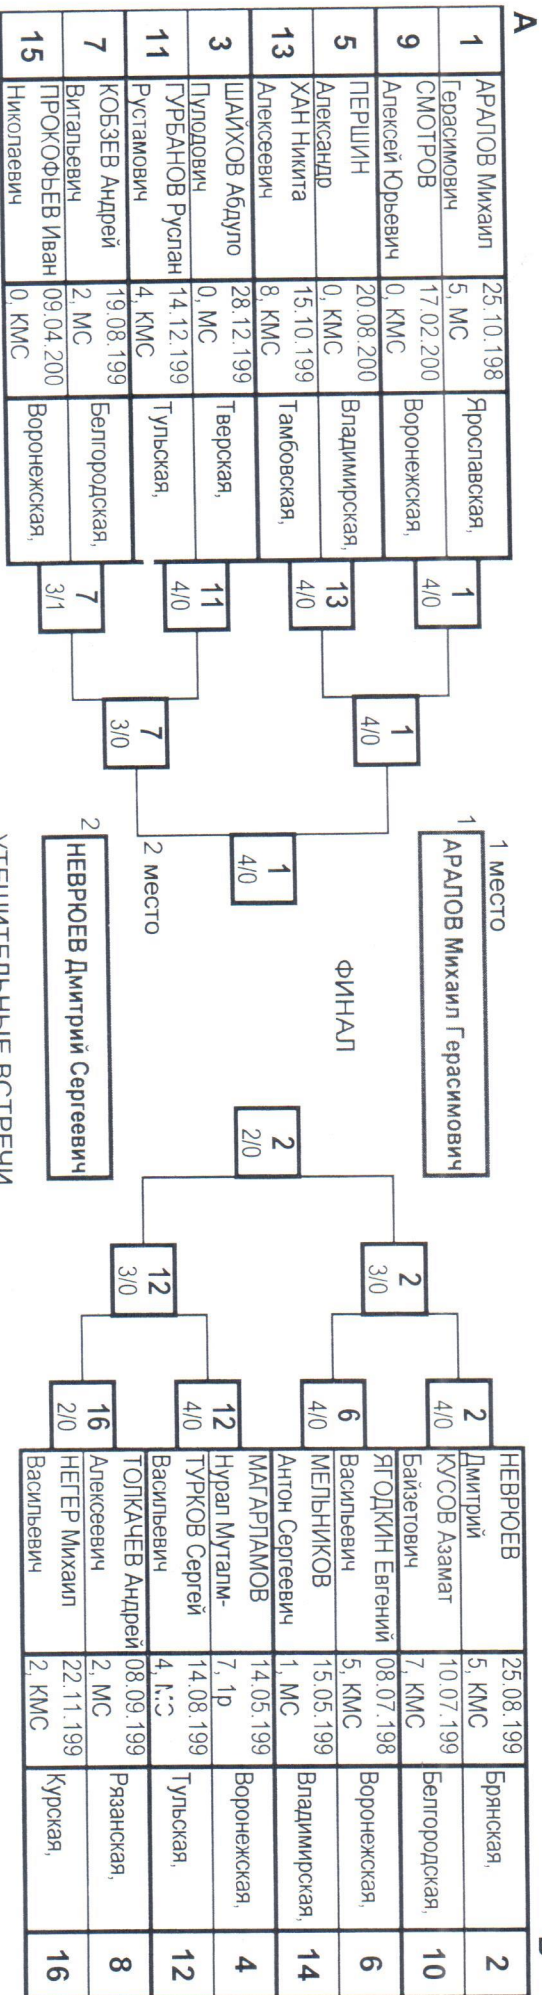 А
1
АРАПОВ Михаил
Герасимович
25.10.198
5, МС
Ярославская,
9
СМОТРОВ
Алексей Юрьевич
17.02.200
0, КМС
Воронежская,
5
ПЕРШИН
Александр
20.08.200
0, КМС
Владимирская,
13
ХАН Никита
Алексеевич
15.10.199
8, КМС
Тамбовская,
3
ШАЙХОВ Абдуло
Пулодович
28.12.199
0, МС
Тверская,
11
ГУРБАНОВ Руслан
Рустамович
14.12.199
4, КМС
Тульская,
7
КОБЗЕВ Андрей
Витальевич
19.08.199
2, МС
Белгородская,
15
ПРОКОФЬЕВ Иван
Николаевич
09.04.200
0, КМС
Воронежская,
1
4/0
13
4/0
11
4/0
7
3/1
1
4/0
7
3/0
1
4/0
1 место
1
АРАПОВ Михаил Герасимович
ФИНАЛ
2 место
2
НЕВРЮЕВ Дмитрий Сергеевич
УТЕШИТЕЛЬНЫЕ ВСТРЕЧИ
2
2/0
2
3/0
12
3/0
2
4/0
6
4/0
12
4/0
16
2/0
НЕВРЮЕВ
Дмитрий
25.08.199
5, КМС
Брянская,
2
КУСОВ Азамат
Байзетович
10.07.199
7, КМС
Белгородская,
10
ЯГОДКИН Евгений
Васильевич
08.07.198
5, КМС
Воронежская,
6
МЕЛЬНИКОВ
Антон Сергеевич
15.05.199
1, МС
Владимирская,
14
МАГАРЛАМОВ
Нурап Муталм-
14.05.199
7, 1р
Воронежская,
4
ТУРКОВ Сергей
Васильевич
14.08.199
4, МС
Тульская,
12
ТОЛКАЧЕВ Андрей
Алексеевич
08.09.199
2, МС
Рязанская,
8
НЕГЕР Михаил
Васильевич
22.11.199
2, КМС
Курская,
16